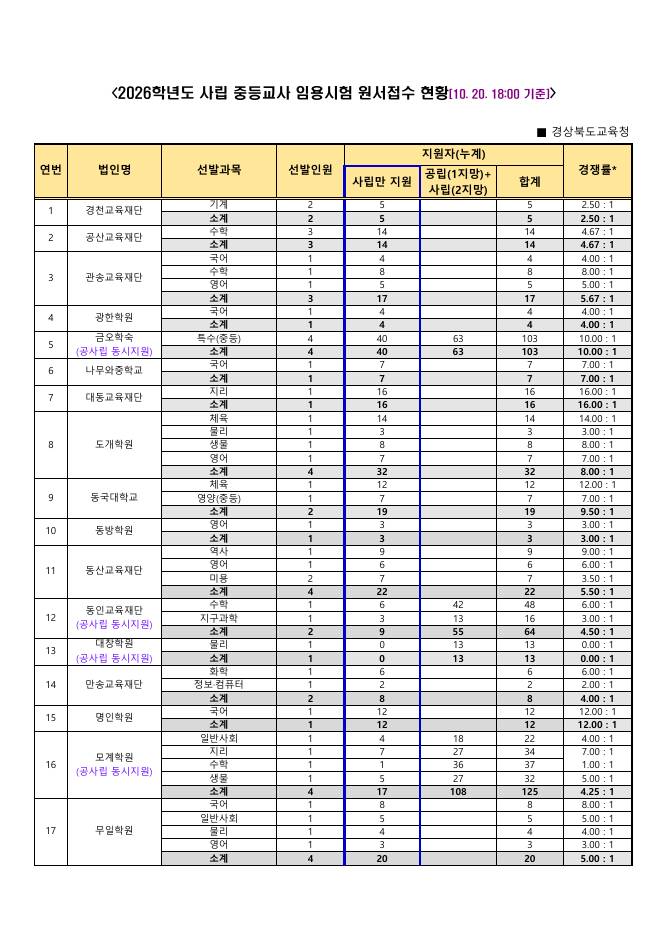 <2026학년도 사립 중등교사 임용시험 원서접수 현황[10. 20. 18:00 기준]>
■ 경상북도교육청
연번 법인명 선발과목 선발인원 지원자(누계) 경쟁률*
사립만 지원 공립(1지망)+ 사립(2지망) 합계
1 경천교육재단 기계 2 5 5 2.50 : 1
소계 2 5 5 2.50 : 1
2 공산교육재단 수학 3 14 14 4.67 : 1
소계 3 14 14 4.67 : 1
3 관송교육재단 국어 1 4 4 4.00 : 1
수학 1 8 8 8.00 : 1
영어 1 5 5 5.00 : 1
소계 3 17 17 5.67 : 1
4 광한학원 국어 1 4 4 4.00 : 1
소계 1 4 4 4.00 : 1
5 금오학숙 특수(중등) 4 40 63 103 10.00 : 1
(공사립 동시지원) 소계 4 40 63 103 10.00 : 1
6 나무와중학교 국어 1 7 7 7.00 : 1
소계 1 7 7 7.00 : 1
7 대동교육재단 지리 1 16 16 16.00 : 1
소계 1 16 16 16.00 : 1
8 도개학원 체육 1 14 14 14.00 : 1
물리 1 3 3 3.00 : 1
생물 1 8 8 8.00 : 1
영어 1 7 7 7.00 : 1
소계 4 32 32 8.00 : 1
9 동국대학교 체육 1 12 12 12.00 : 1
영양(중등) 1 7 7 7.00 : 1
소계 2 19 19 9.50 : 1
10 동방학원 영어 1 3 3 3.00 : 1
소계 1 3 3 3.00 : 1
11 동산교육재단 역사 1 9 9 9.00 : 1
영어 1 6 6 6.00 : 1
미용 2 7 7 3.50 : 1
소계 4 22 22 5.50 : 1
12 동인교육재단 수학 1 6 42 48 6.00 : 1
(공사립 동시지원) 지구과학 1 3 13 16 3.00 : 1
소계 2 9 55 64 4.50 : 1
13 대창학원 물리 1 0 13 13 0.00 : 1
(공사립 동시지원) 소계 1 0 13 13 0.00 : 1
14 만송교육재단 화학 1 6 6 6.00 : 1
정보·컴퓨터 1 2 2 2.00 : 1
소계 2 8 8 4.00 : 1
15 명인학원 국어 1 12 12 12.00 : 1
소계 1 12 12 12.00 : 1
16 모계학원 일반사회 1 4 18 22 4.00 : 1
(공사립 동시지원) 지리 1 7 27 34 7.00 : 1
수학 1 1 36 37 1.00 : 1
생물 1 5 27 32 5.00 : 1
소계 4 17 108 125 4.25 : 1
17 무일학원 국어 1 8 8 8.00 : 1
일반사회 1 5 5 5.00 : 1
물리 1 4 4 4.00 : 1
영어 1 3 3 3.00 : 1
소계 4 20 20 5.00 : 1